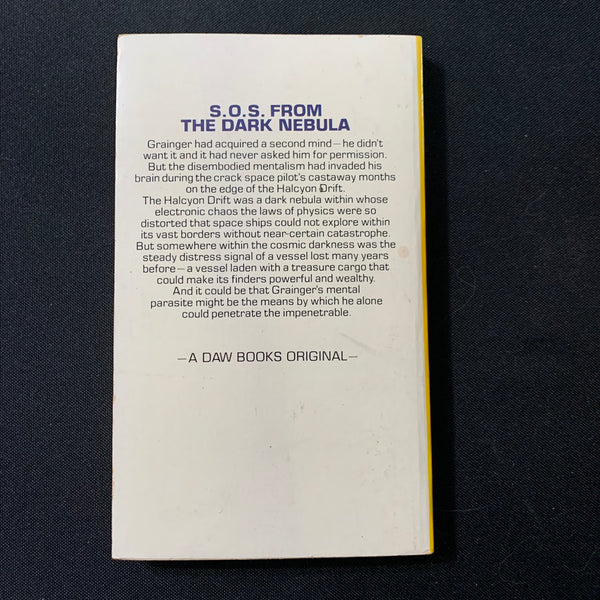 S.O.S. FROM
THE DARK NEBULA
Grainger had acquired a second mind—he didn't
want it and it had never asked him for permission.
But the disembodied mentalism had invaded his
brain during the crack space pilot's castaway months
on the edge of the Halcyon Drift.
The Halcyon Drift was a dark nebula within whose
electronic chaos the laws of physics were so
distorted that space ships could not explore within
its vast borders without near-certain catastrophe.
But somewhere within the cosmic darkness was the
steady distress signal of a vessel lost many years
before—a vessel laden with a treasure cargo that
could make its finders powerful and wealthy.
And it could be that Grainger's mental
parasite might be the means by which he alone
could penetrate the impenetrable.
—A DAW BOOKS ORIGINAL—